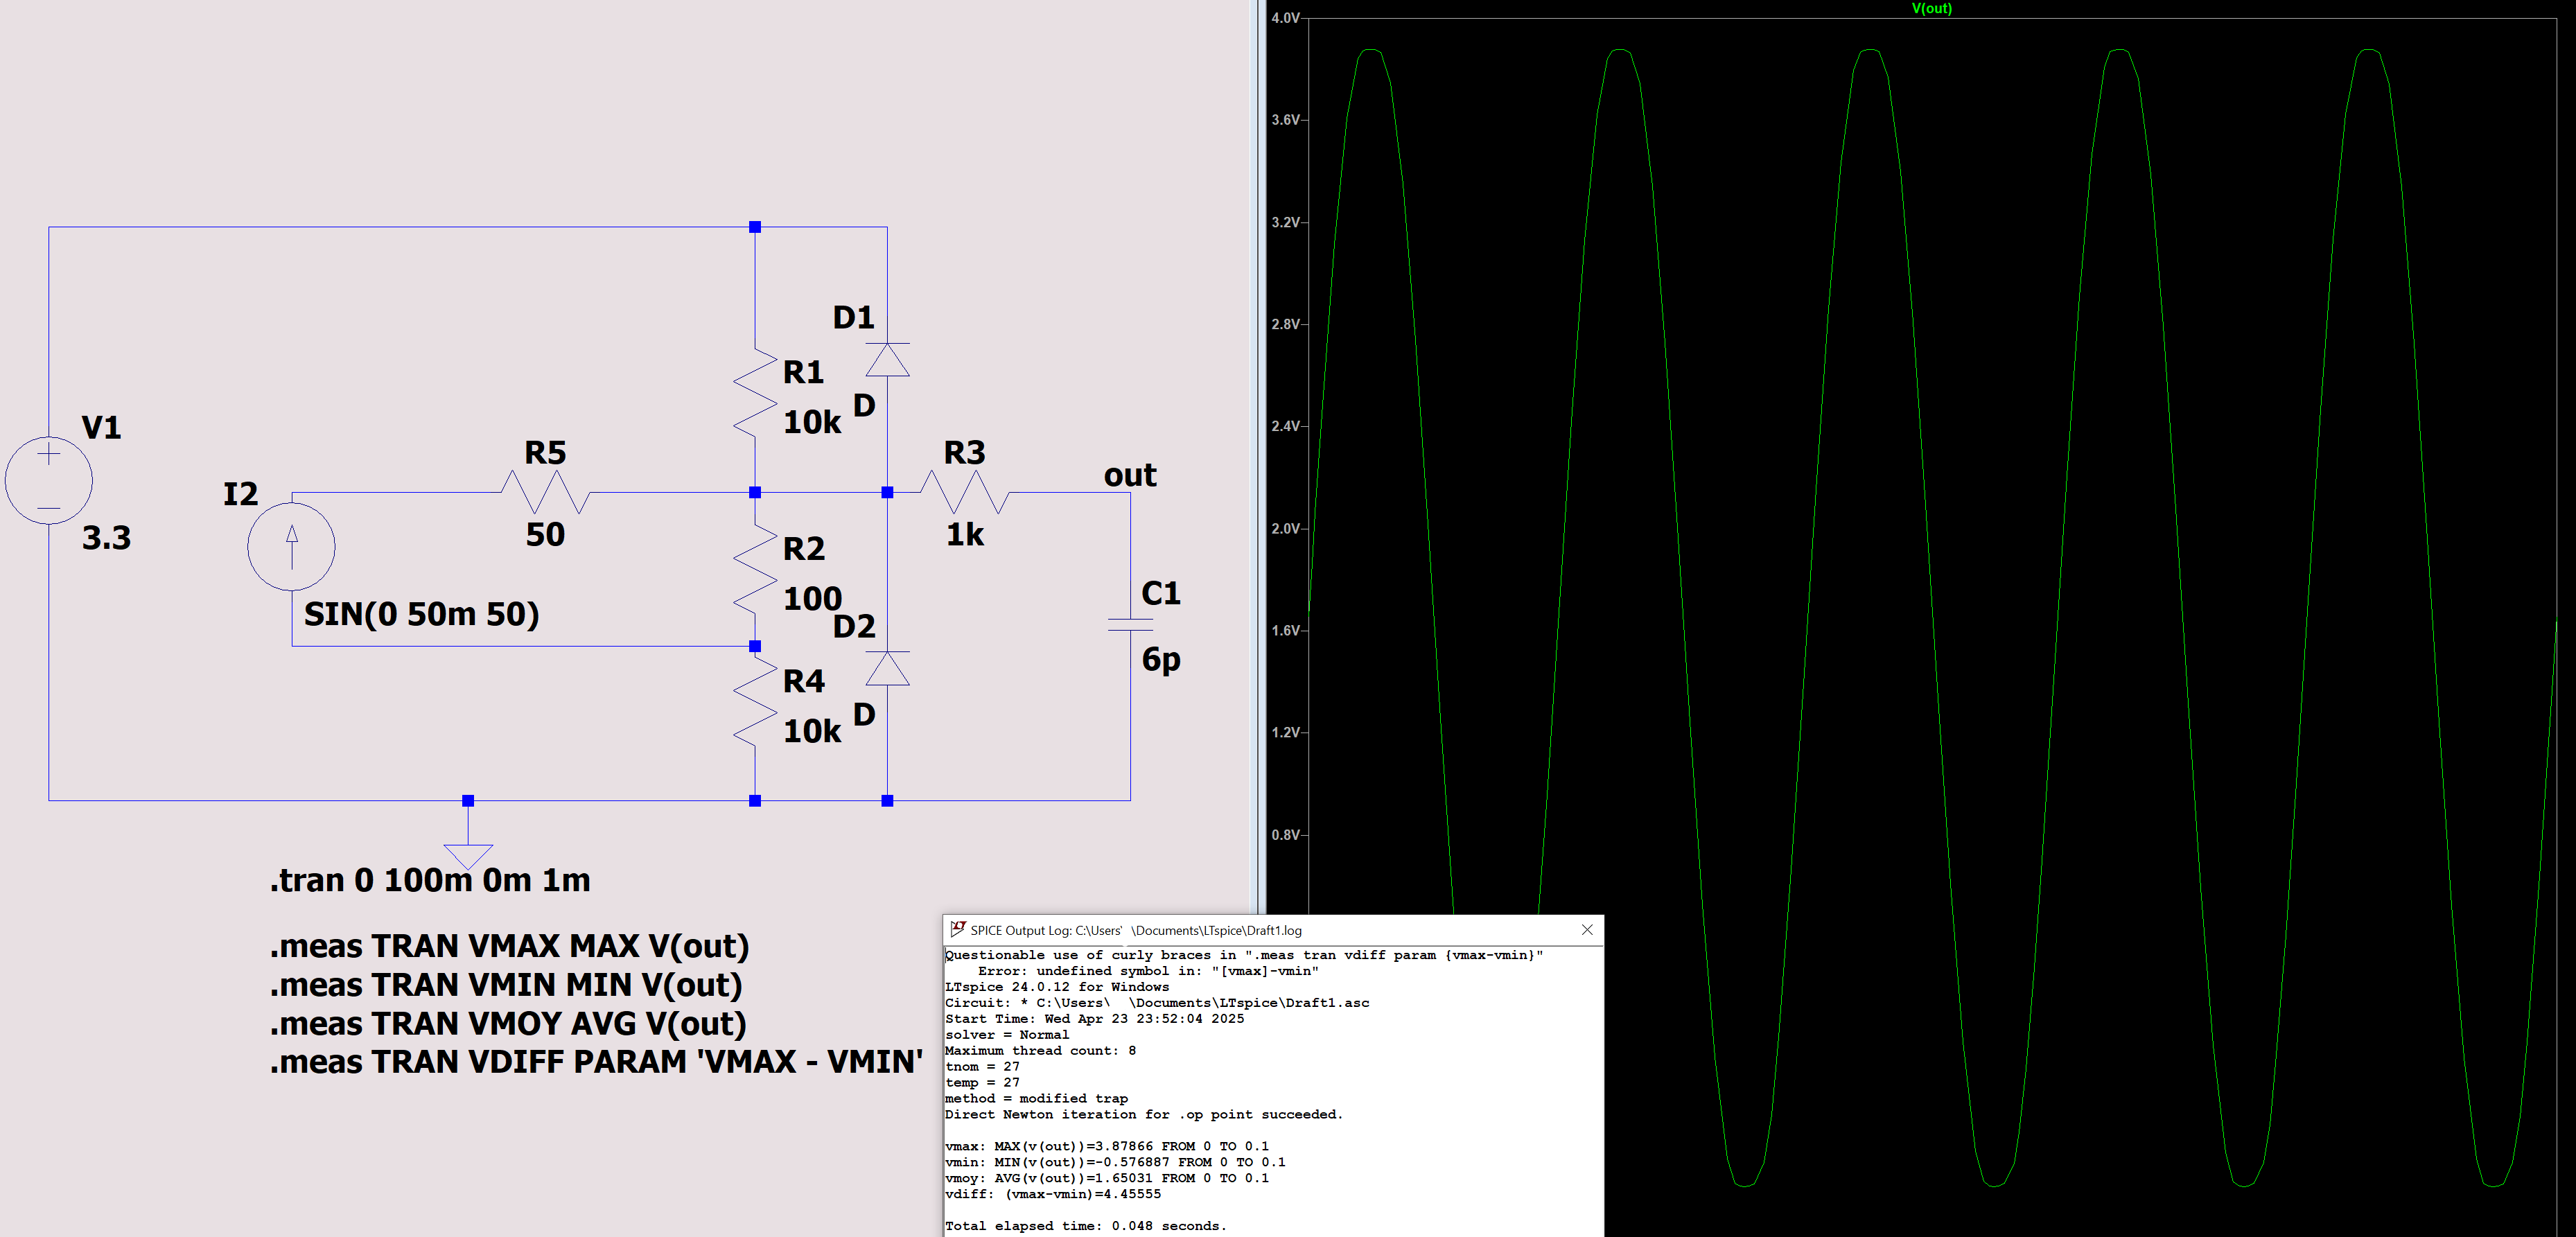 V1
3.3
I2
SIN(0 50m 50)
R5
50
R1
10k
D1
D
R2
100
D2
R4
10k
D
R3
1k
out
C1
6p
.tran 0 100m 0m 1m
.meas TRAN VMAX MAX V(out)
.meas TRAN VMIN MIN V(out)
.meas TRAN VMOY AVG V(out)
.meas TRAN VDIFF PARAM 'VMAX - VMIN'
V(out)
4.0V
3.6V
3.2V
2.8V
2.4V
2.0V
1.6V
1.2V
0.8V
SPICE Output Log: C:\Users' \Documents\LTspice\Draft1.log
Questionable use of curly braces in ".meas tran vdiff param {vmax-vmin}"
Error: undefined symbol in: "[vmax]-vmin"
LTspice 24.0.12 for Windows
Circuit: * C:\Users\ \Documents\LTspice\Draft1.asc
Start Time: Wed Apr 23 23:52:04 2025
solver = Normal
Maximum thread count: 8
tnom = 27
temp = 27
method = modified trap
Direct Newton iteration for .op point succeeded.
vmax: MAX(v(out))=3.87866 FROM 0 TO 0.1
vmin: MIN(v(out))=-0.576887 FROM 0 TO 0.1
vmoy: AVG(v(out))=1.65031 FROM 0 TO 0.1
vdiff: (vmax-vmin)=4.45555
Total elapsed time: 0.048 seconds.